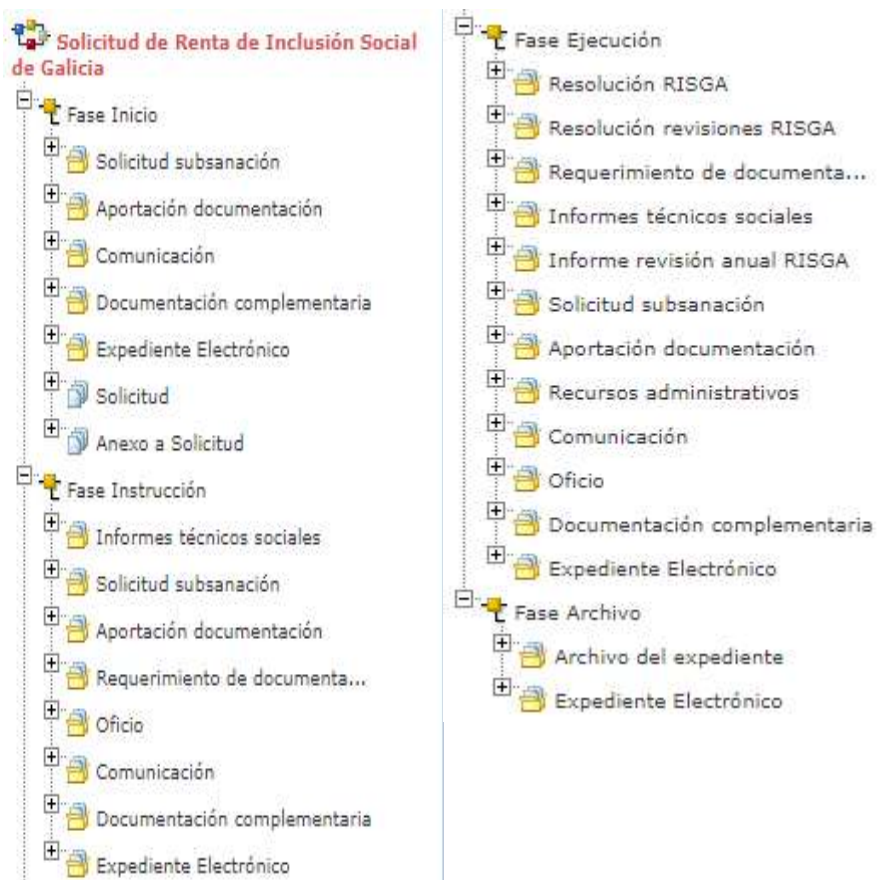 Solicitud de Renta de Inclusión Social
de Galicia
Fase Inicio
Solicitud subsanación
Aportación documentación
Comunicación
Documentación complementaria
Expediente Electrónico
Solicitud
Anexo a Solicitud
Fase Instrucción
Informes técnicos sociales
Solicitud subsanación
Aportación documentación
Requerimiento de documenta...
Oficio
Comunicación
Documentación complementaria
Expediente Electrónico
Fase Ejecución
Resolución RISGA
Resolución revisiones RISGA
Requerimiento de documenta...
Informes técnicos sociales
Informe revisión anual RISGA
Solicitud subsanación
Aportación documentación
Recursos administrativos
Comunicación
Oficio
Documentación complementaria
Expediente Electrónico
Fase Archivo
Archivo del expediente
Expediente Electrónico